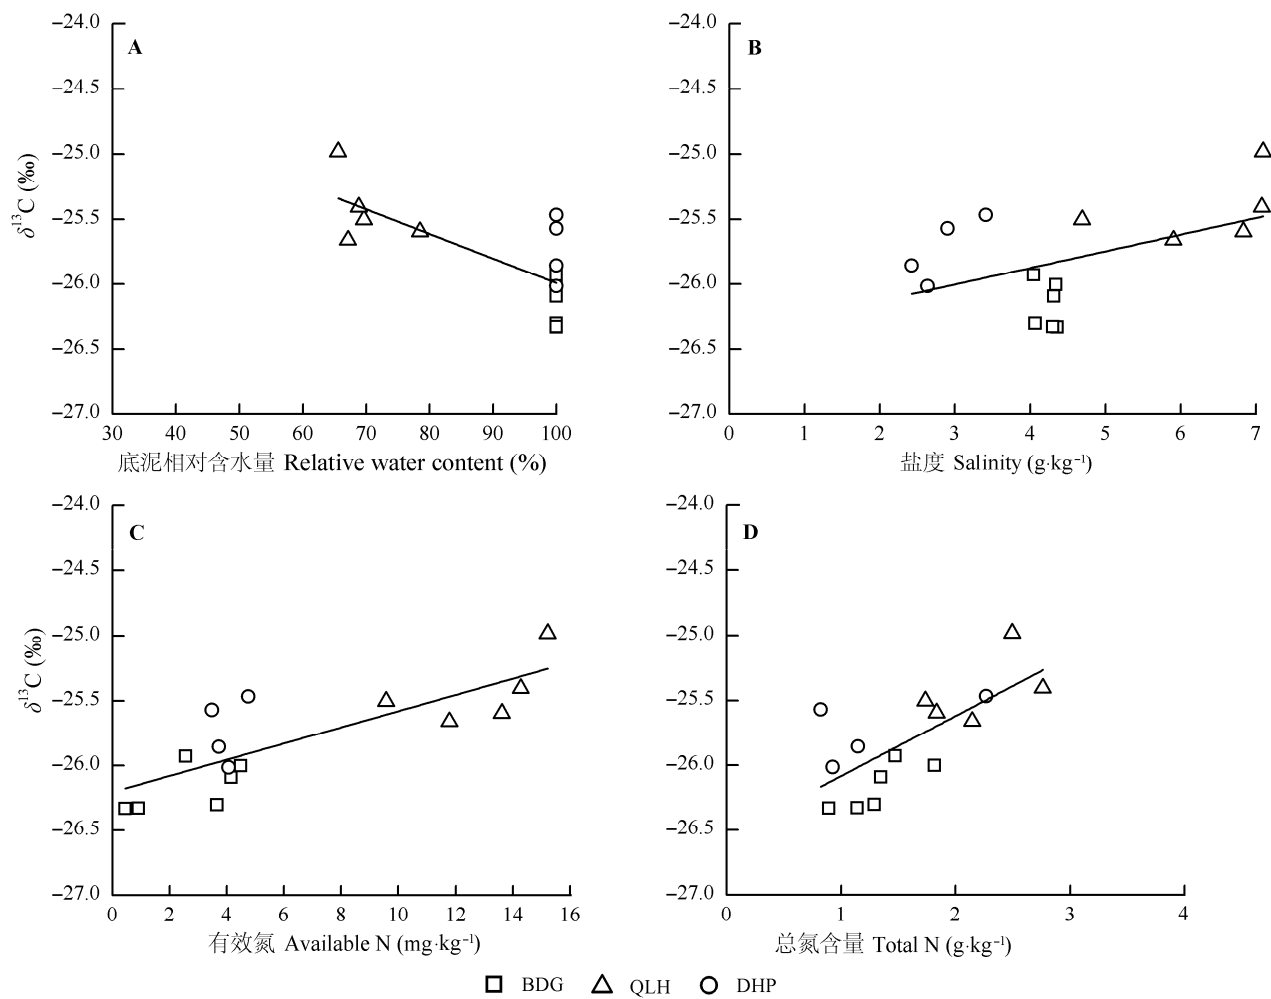 A
−24.0
−24.5
−25.0
−25.5
−26.0
−26.5
−27.0
δ¹³C (‰)
30 40 50 60 70 80 90 100
底泥相对含水量 Relative water content (%)
B
−24.0
−24.5
−25.0
−25.5
−26.0
−26.5
−27.0
0 1 2 3 4 5 6 7
盐度 Salinity (g·kg⁻¹)
C
−24.0
−24.5
−25.0
−25.5
−26.0
−26.5
−27.0
δ¹³C (‰)
0 2 4 6 8 10 12 14 16
有效氮 Available N (mg·kg⁻¹)
D
−24.0
−24.5
−25.0
−25.5
−26.0
−26.5
−27.0
0 1 2 3 4
总氮含量 Total N (g·kg⁻¹)
BDG QLH DHP